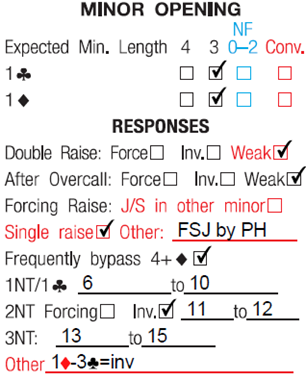 MINOR OPENING
NF
Expected Min. Length 4 3 0–2 Conv.
1♣ ☐ ☑ ☐ ☐
1♦ ☐ ☑ ☐ ☐
RESPONSES
Double Raise: Force☐ Inv.☐ Weak☑
After Overcall: Force☐ Inv.☐ Weak☑
Forcing Raise: J/S in other minor☐
Single raise☑ Other: FSJ by PH
Frequently bypass 4+♦ ☑
1NT/1♣ 6 to 10
2NT Forcing☐ Inv.☑ 11 to 12
3NT: 13 to 15
Other 1♦-3♣=inv